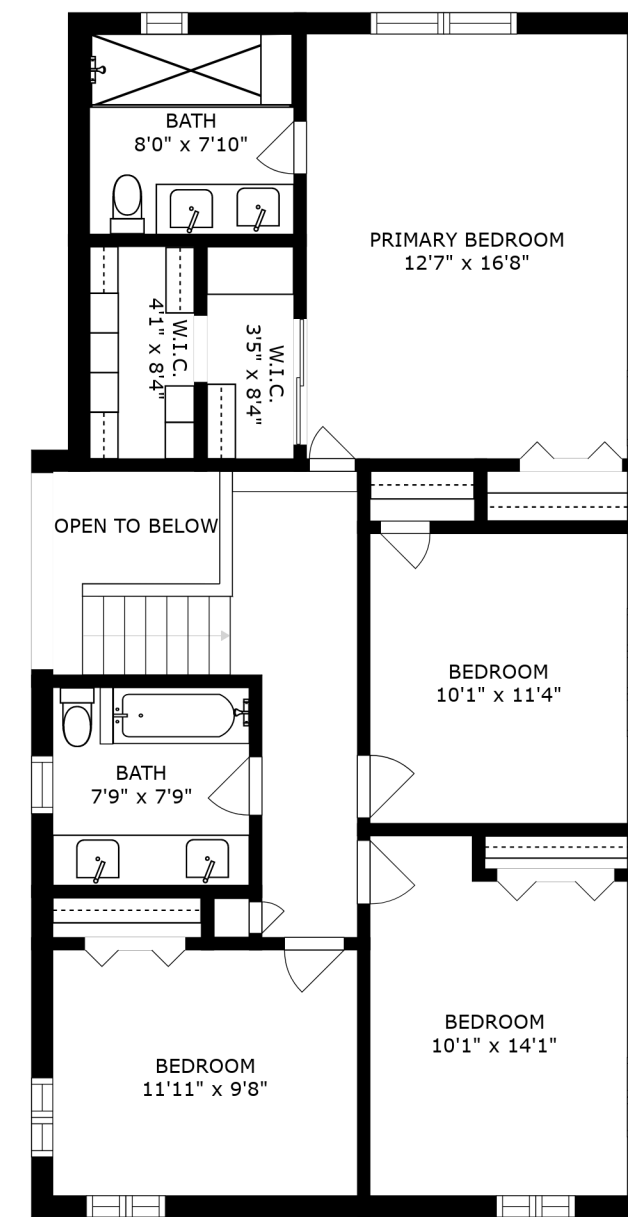 BATH
8'0" x 7'10"
PRIMARY BEDROOM
12'7" x 16'8"
W.I.C.
4'1" x 8'4"
W.I.C.
3'5" x 8'4"
OPEN TO BELOW
BEDROOM
10'1" x 11'4"
BATH
7'9" x 7'9"
BEDROOM
10'1" x 14'1"
BEDROOM
11'11" x 9'8"